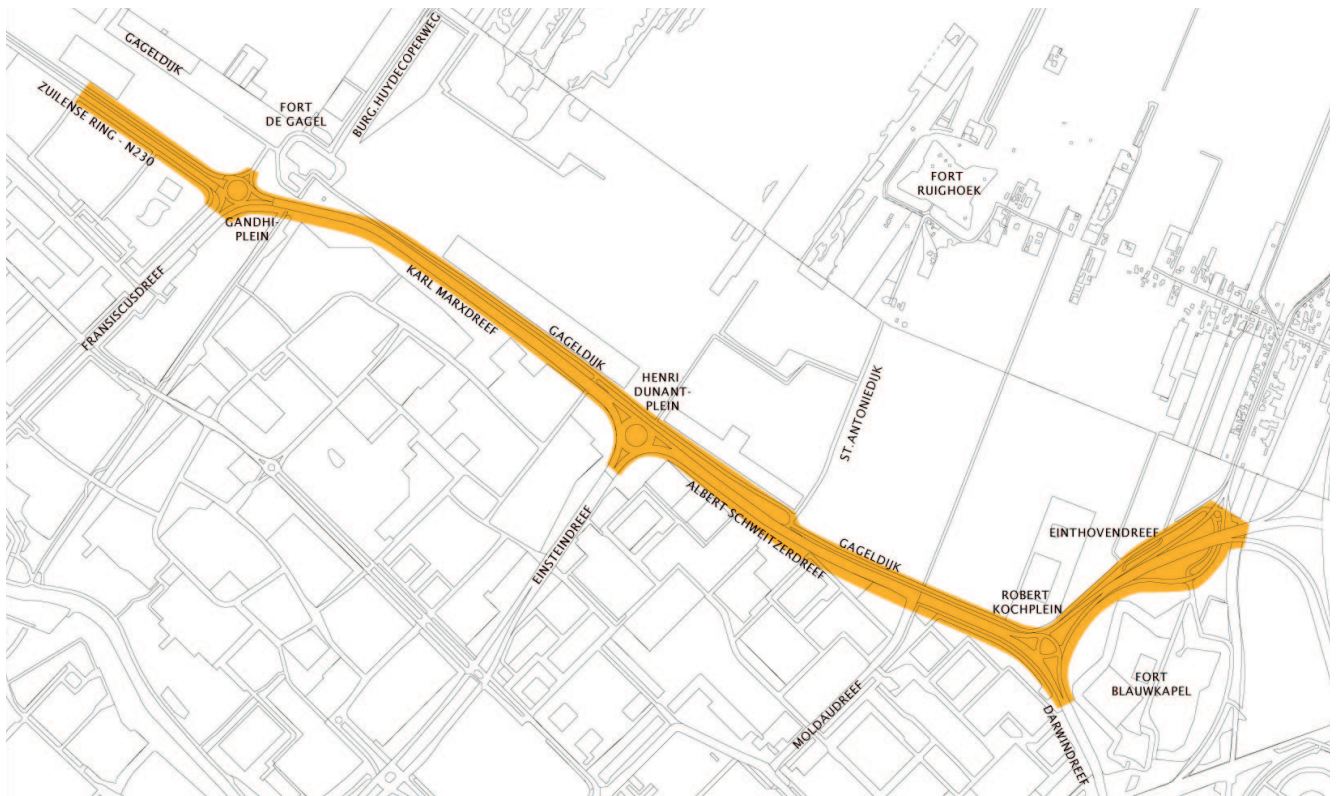 GAGELDIJK
BURG. HUYDECOPERWEG
ZUILENSE RING - N230
FORT
DE GAGEL
FORT
RUIGHOEK
GANDHI-
PLEIN
FRANSISCUSDREEF
KARL MARXDREEF
GAGELDIJK
HENRI
DUNANT-
PLEIN
ST. ANTONIEDIJK
EINSTEINDREEF
ALBERT SCHWEITZERDREEF
GAGELDIJK
EINTHOVENDREEF
ROBERT
KOCHPLEIN
FORT
BLAUWKAPEL
MOLDAUDREEF
DARWINDREEF